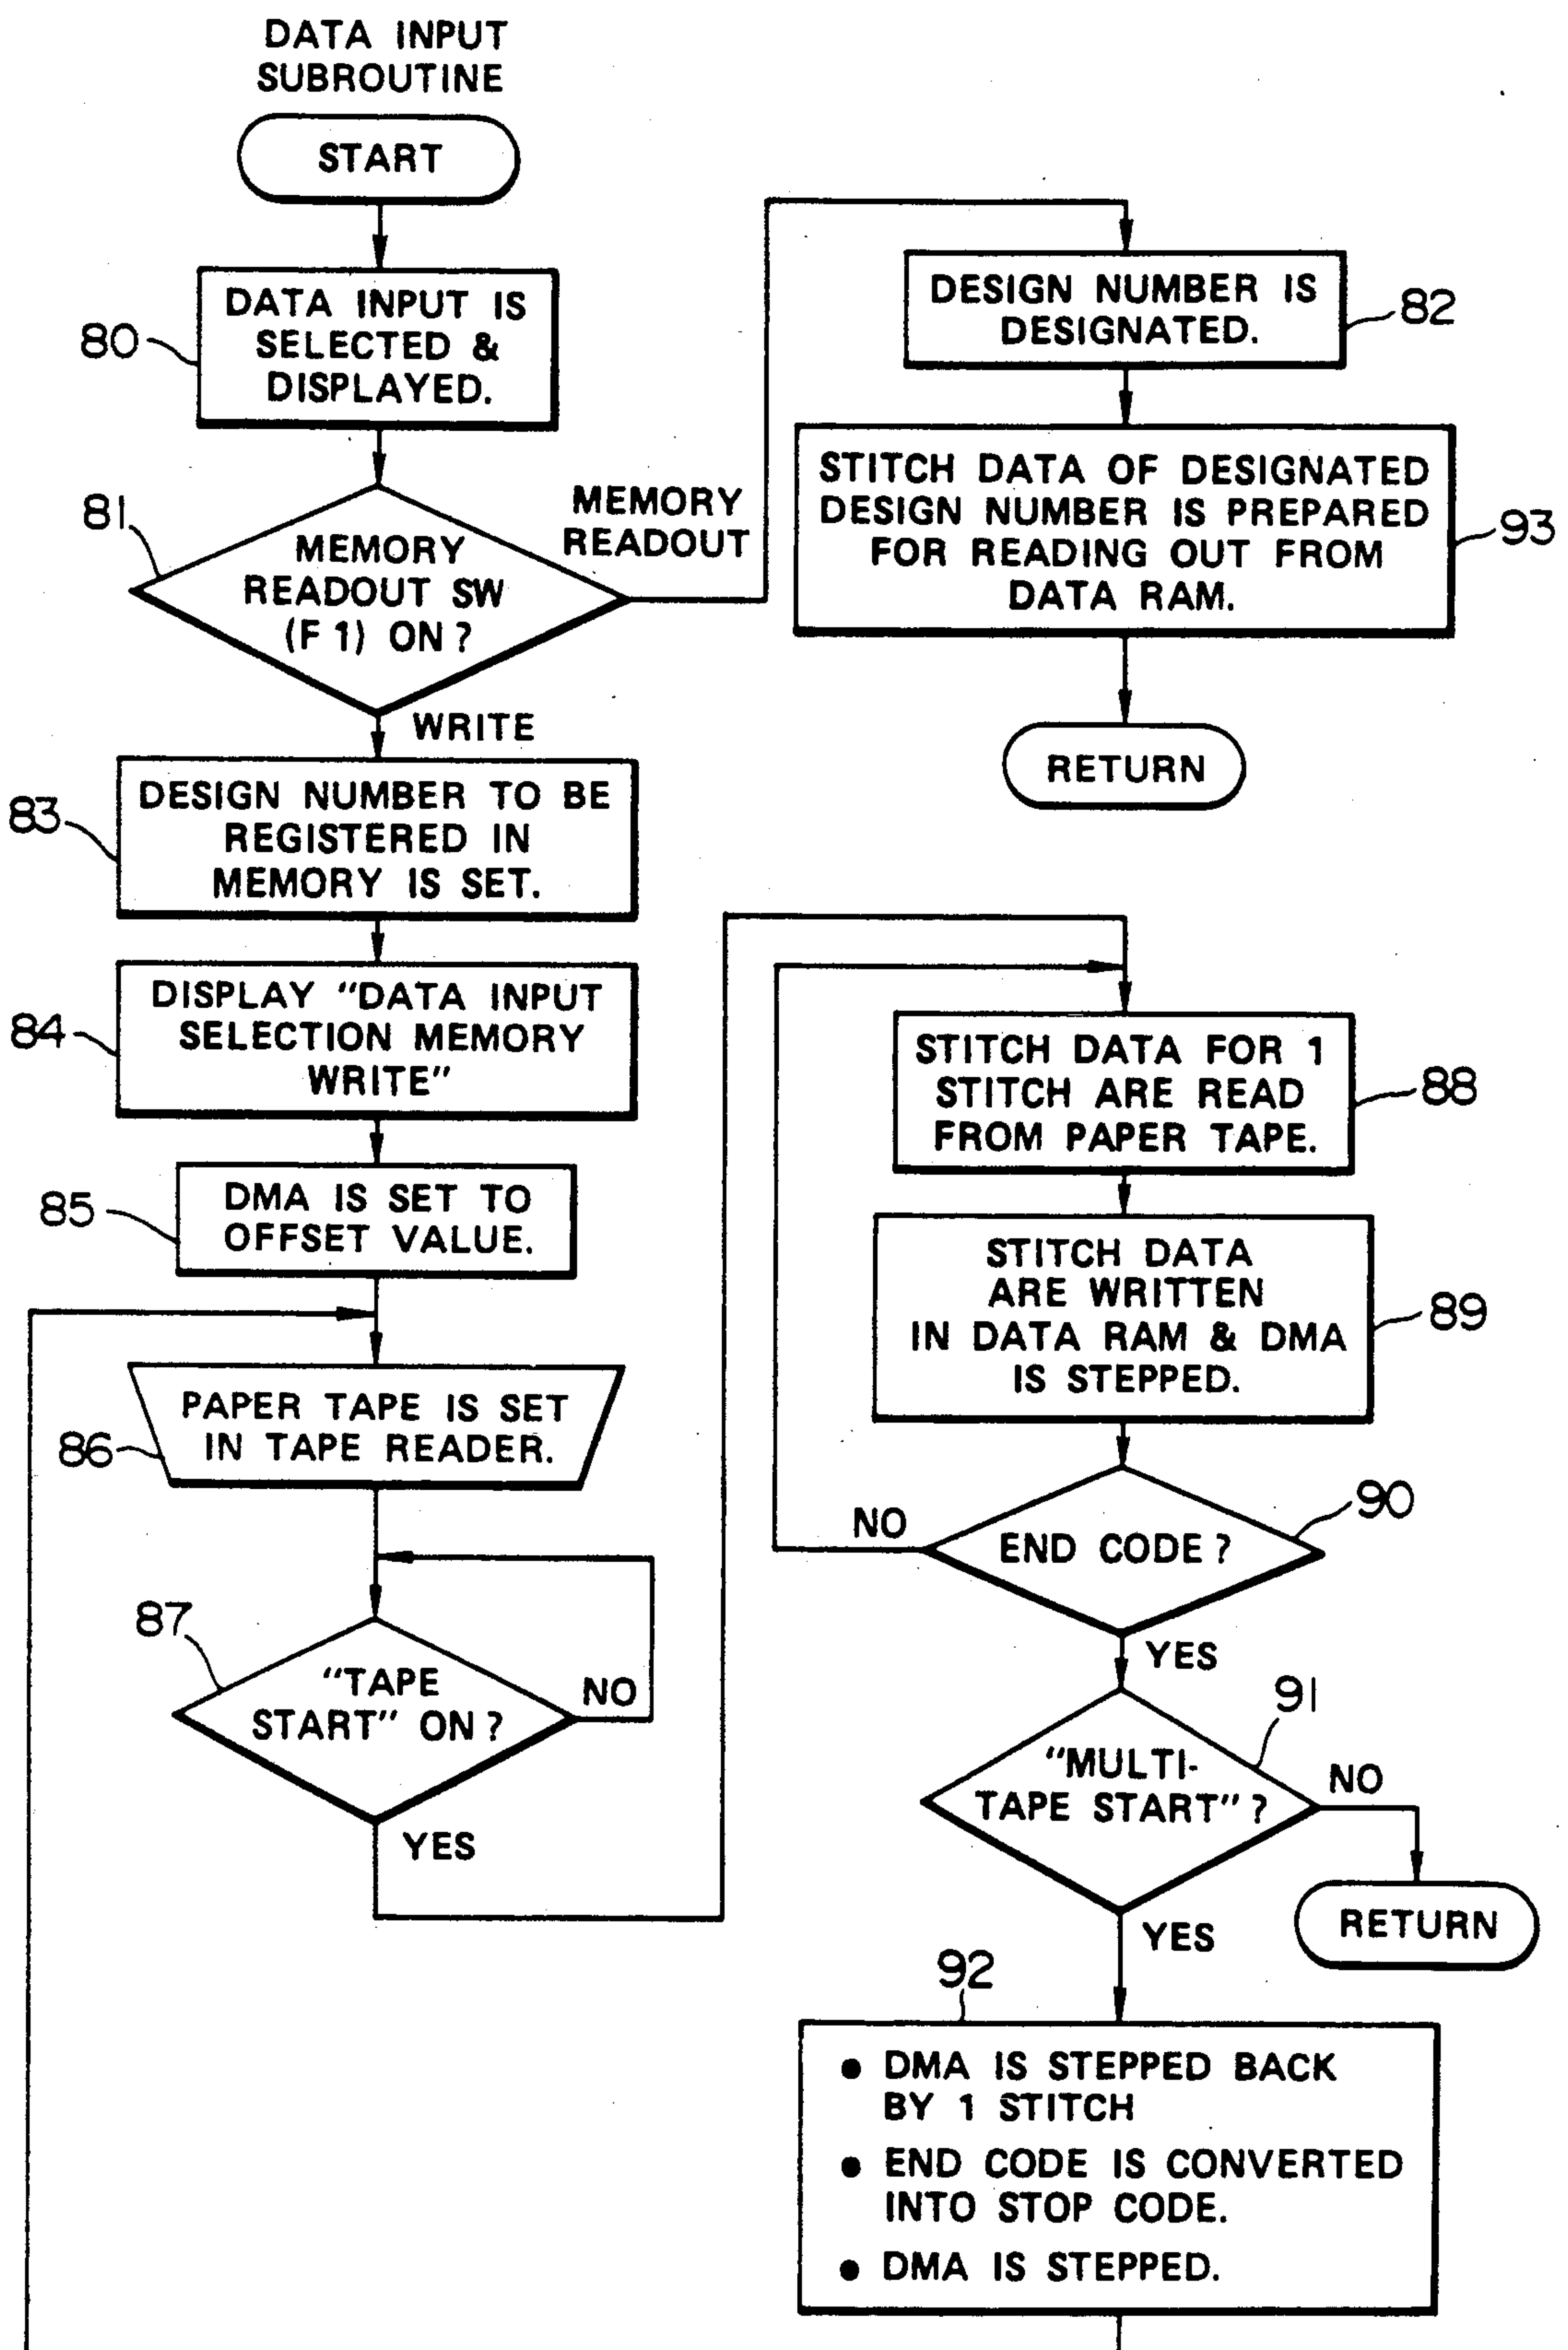 DATA INPUT
SUBROUTINE
START
DATA INPUT IS
SELECTED &
DISPLAYED.
80
81
MEMORY
READOUT SW
(F1) ON?
MEMORY
READOUT
DESIGN NUMBER IS
DESIGNATED.
82
STITCH DATA OF DESIGNATED
DESIGN NUMBER IS PREPARED
FOR READING OUT FROM
DATA RAM.
93
RETURN
WRITE
83
DESIGN NUMBER TO BE
REGISTERED IN
MEMORY IS SET.
84
DISPLAY "DATA INPUT
SELECTION MEMORY
WRITE"
85
DMA IS SET TO
OFFSET VALUE.
86
PAPER TAPE IS SET
IN TAPE READER.
87
"TAPE
START" ON?
NO
YES
STITCH DATA FOR 1
STITCH ARE READ
FROM PAPER TAPE.
88
STITCH DATA
ARE WRITTEN
IN DATA RAM & DMA
IS STEPPED.
89
NO
END CODE?
90
YES
91
"MULTI-
TAPE START"?
NO
RETURN
YES
92
● DMA IS STEPPED BACK
BY 1 STITCH
● END CODE IS CONVERTED
INTO STOP CODE.
● DMA IS STEPPED.